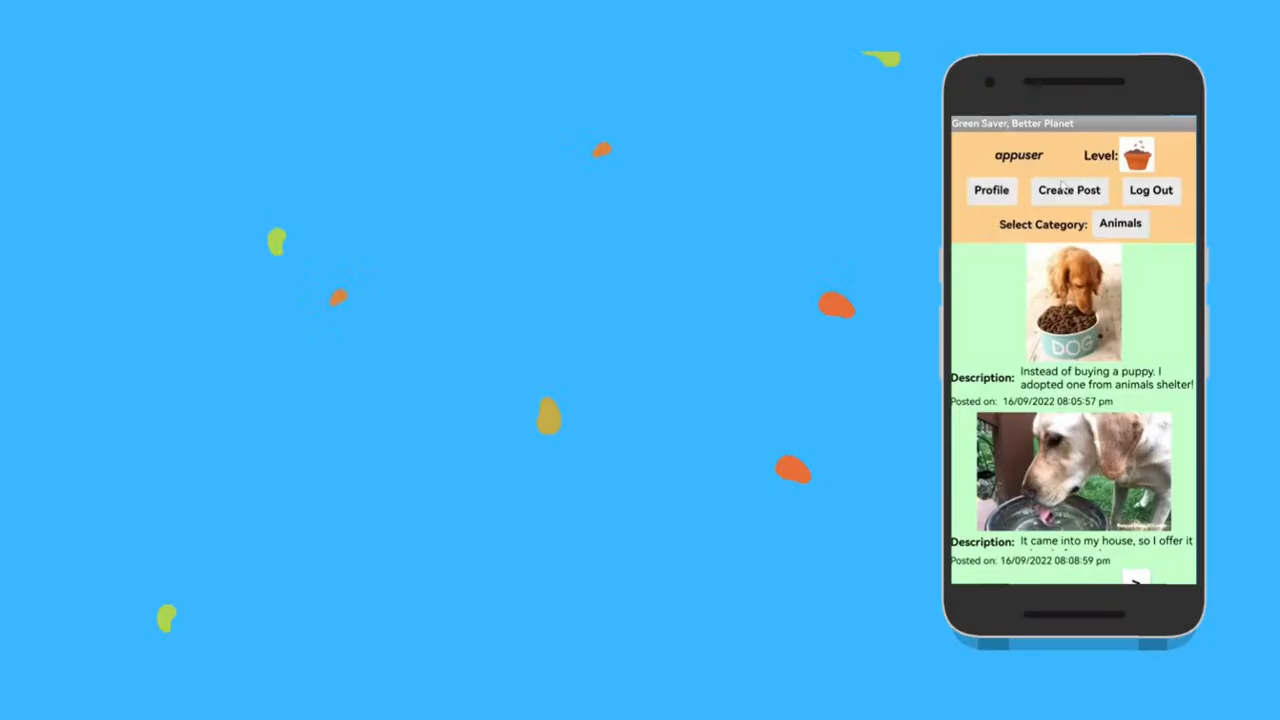 Green Saver, Better Planet
appuser Level:
Profile Create Post Log Out
Select Category: Animals
DOG
Description: Instead of buying a puppy. I
adopted one from animals shelter!
Posted on: 16/09/2022 08:05:57 pm
Description: It came into my house, so I offer it
Posted on: 16/09/2022 08:08:59 pm
>